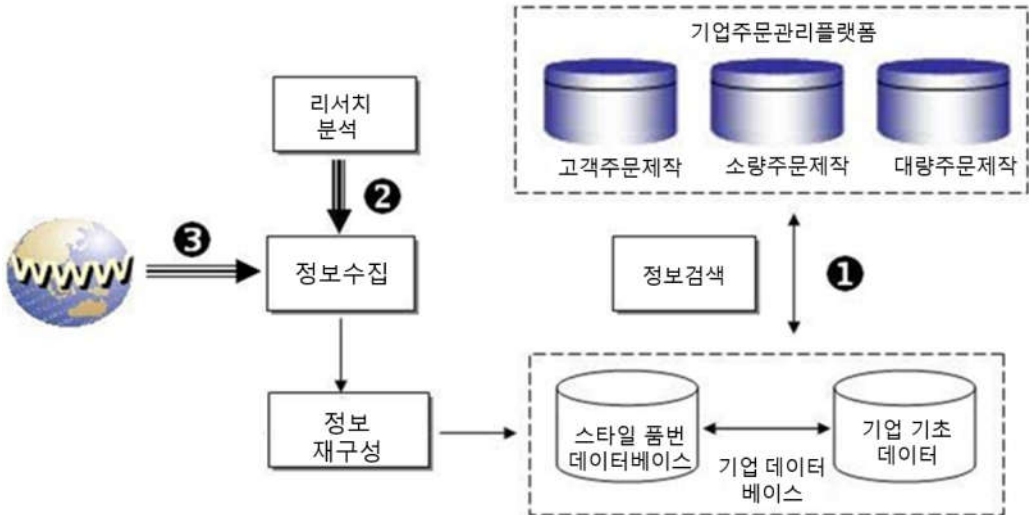 기업주문관리플랫폼
고객주문제작
소량주문제작
대량주문제작
리서치
분석
❷
❸
www
정보수집
정보검색
❶
정보
재구성
스타일 품번
데이터베이스
기업 기초
데이터
기업 데이터
베이스